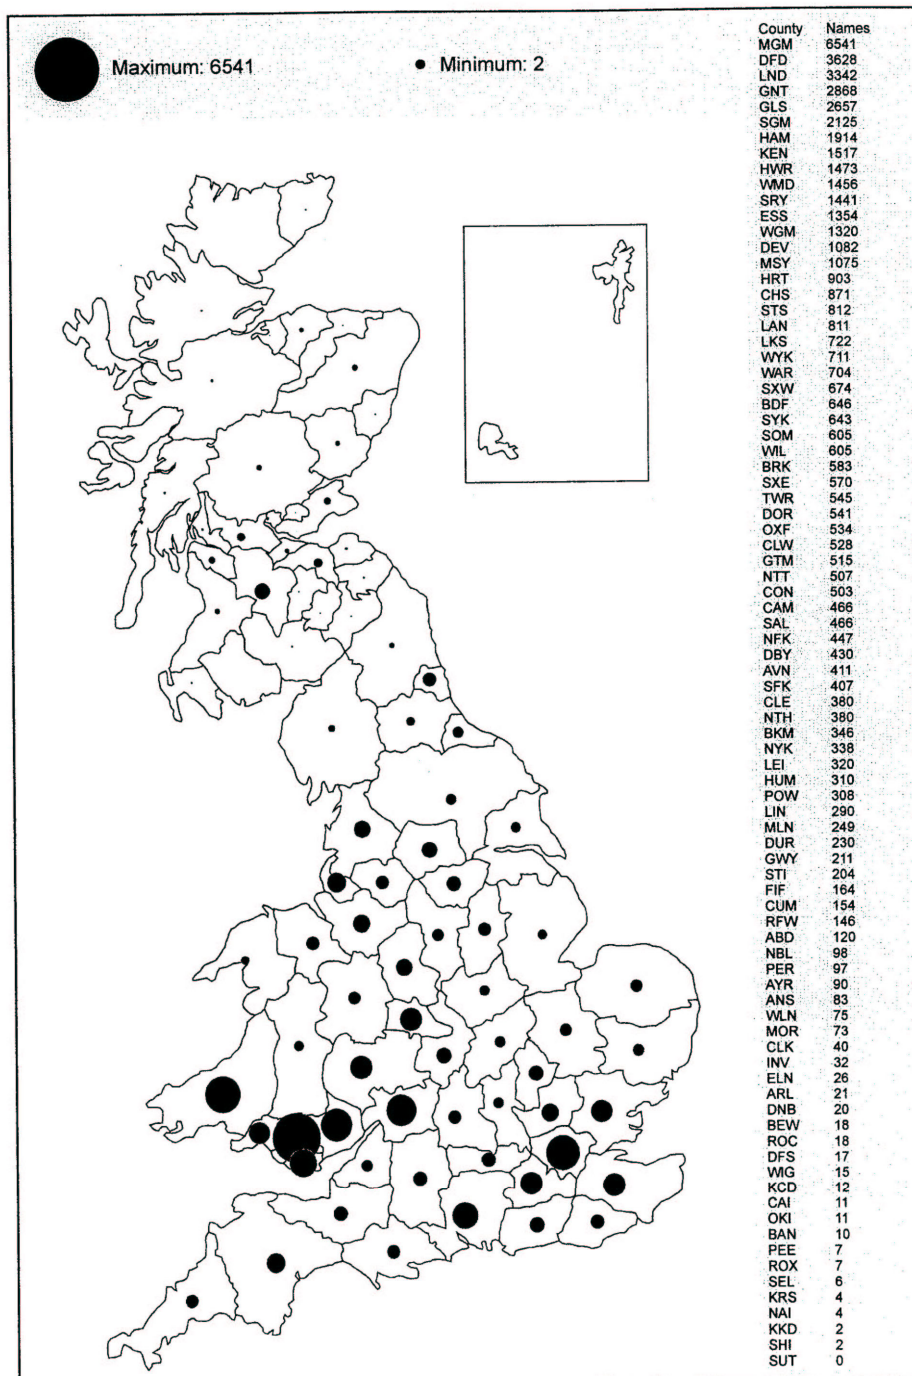 Maximum: 6541
Minimum: 2
County Names
MGM 6541
DFD 3628
LND 3342
GNT 2868
GLS 2657
SGM 2125
HAM 1914
KEN 1517
HWR 1473
WMD 1456
SRY 1441
ESS 1354
WGM 1320
DEV 1082
MSY 1075
HRT 903
CHS 871
STS 812
LAN 811
LKS 722
WYK 711
WAR 704
SXW 674
BDF 646
SYK 643
SOM 605
WIL 605
BRK 583
SXE 570
TWR 545
DOR 541
OXF 534
CLW 528
GTM 515
NTT 507
CON 503
CAM 466
SAL 466
NFK 447
DBY 430
AVN 411
SFK 407
CLE 380
NTH 380
BKM 346
NYK 338
LEI 320
HUM 310
POW 308
LIN 290
MLN 249
DUR 230
GWY 211
STI 204
FIF 164
CUM 154
RFW 146
ABD 120
NBL 98
PER 97
AYR 90
ANS 83
WLN 75
MOR 73
CLK 40
INV 32
ELN 26
ARL 21
DNB 20
BEW 18
ROC 18
DFS 17
WIG 15
KCD 12
CAI 11
OKI 11
BAN 10
PEE 7
ROX 7
SEL 6
KRS 4
NAI 4
KKD 2
SHI 2
SUT 0